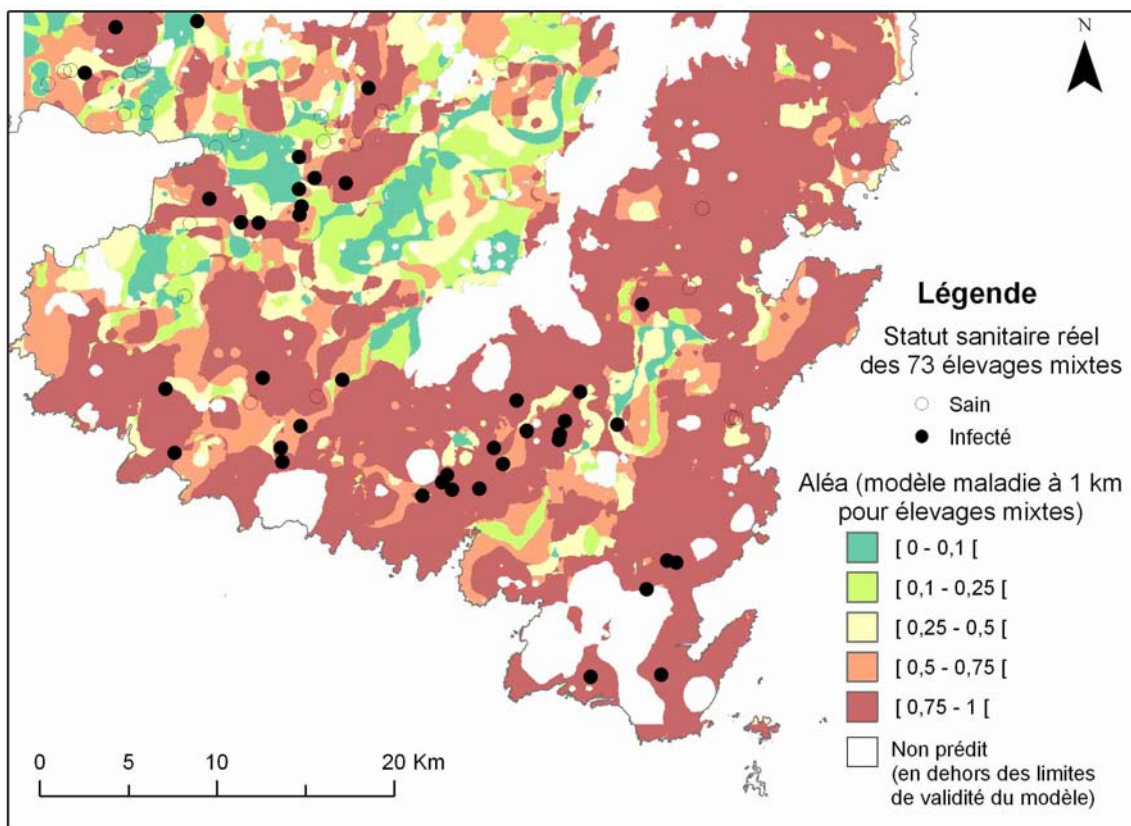 N
Légende
Statut sanitaire réel
des 73 élevages mixtes
Sain
Infecté
Aléa (modèle maladie à 1 km
pour élevages mixtes)
[ 0 - 0,1 [
[ 0,1 - 0,25 [
[ 0,25 - 0,5 [
[ 0,5 - 0,75 [
[ 0,75 - 1 [
Non prédit
(en dehors des limites
de validité du modèle)
0 5 10 20 Km